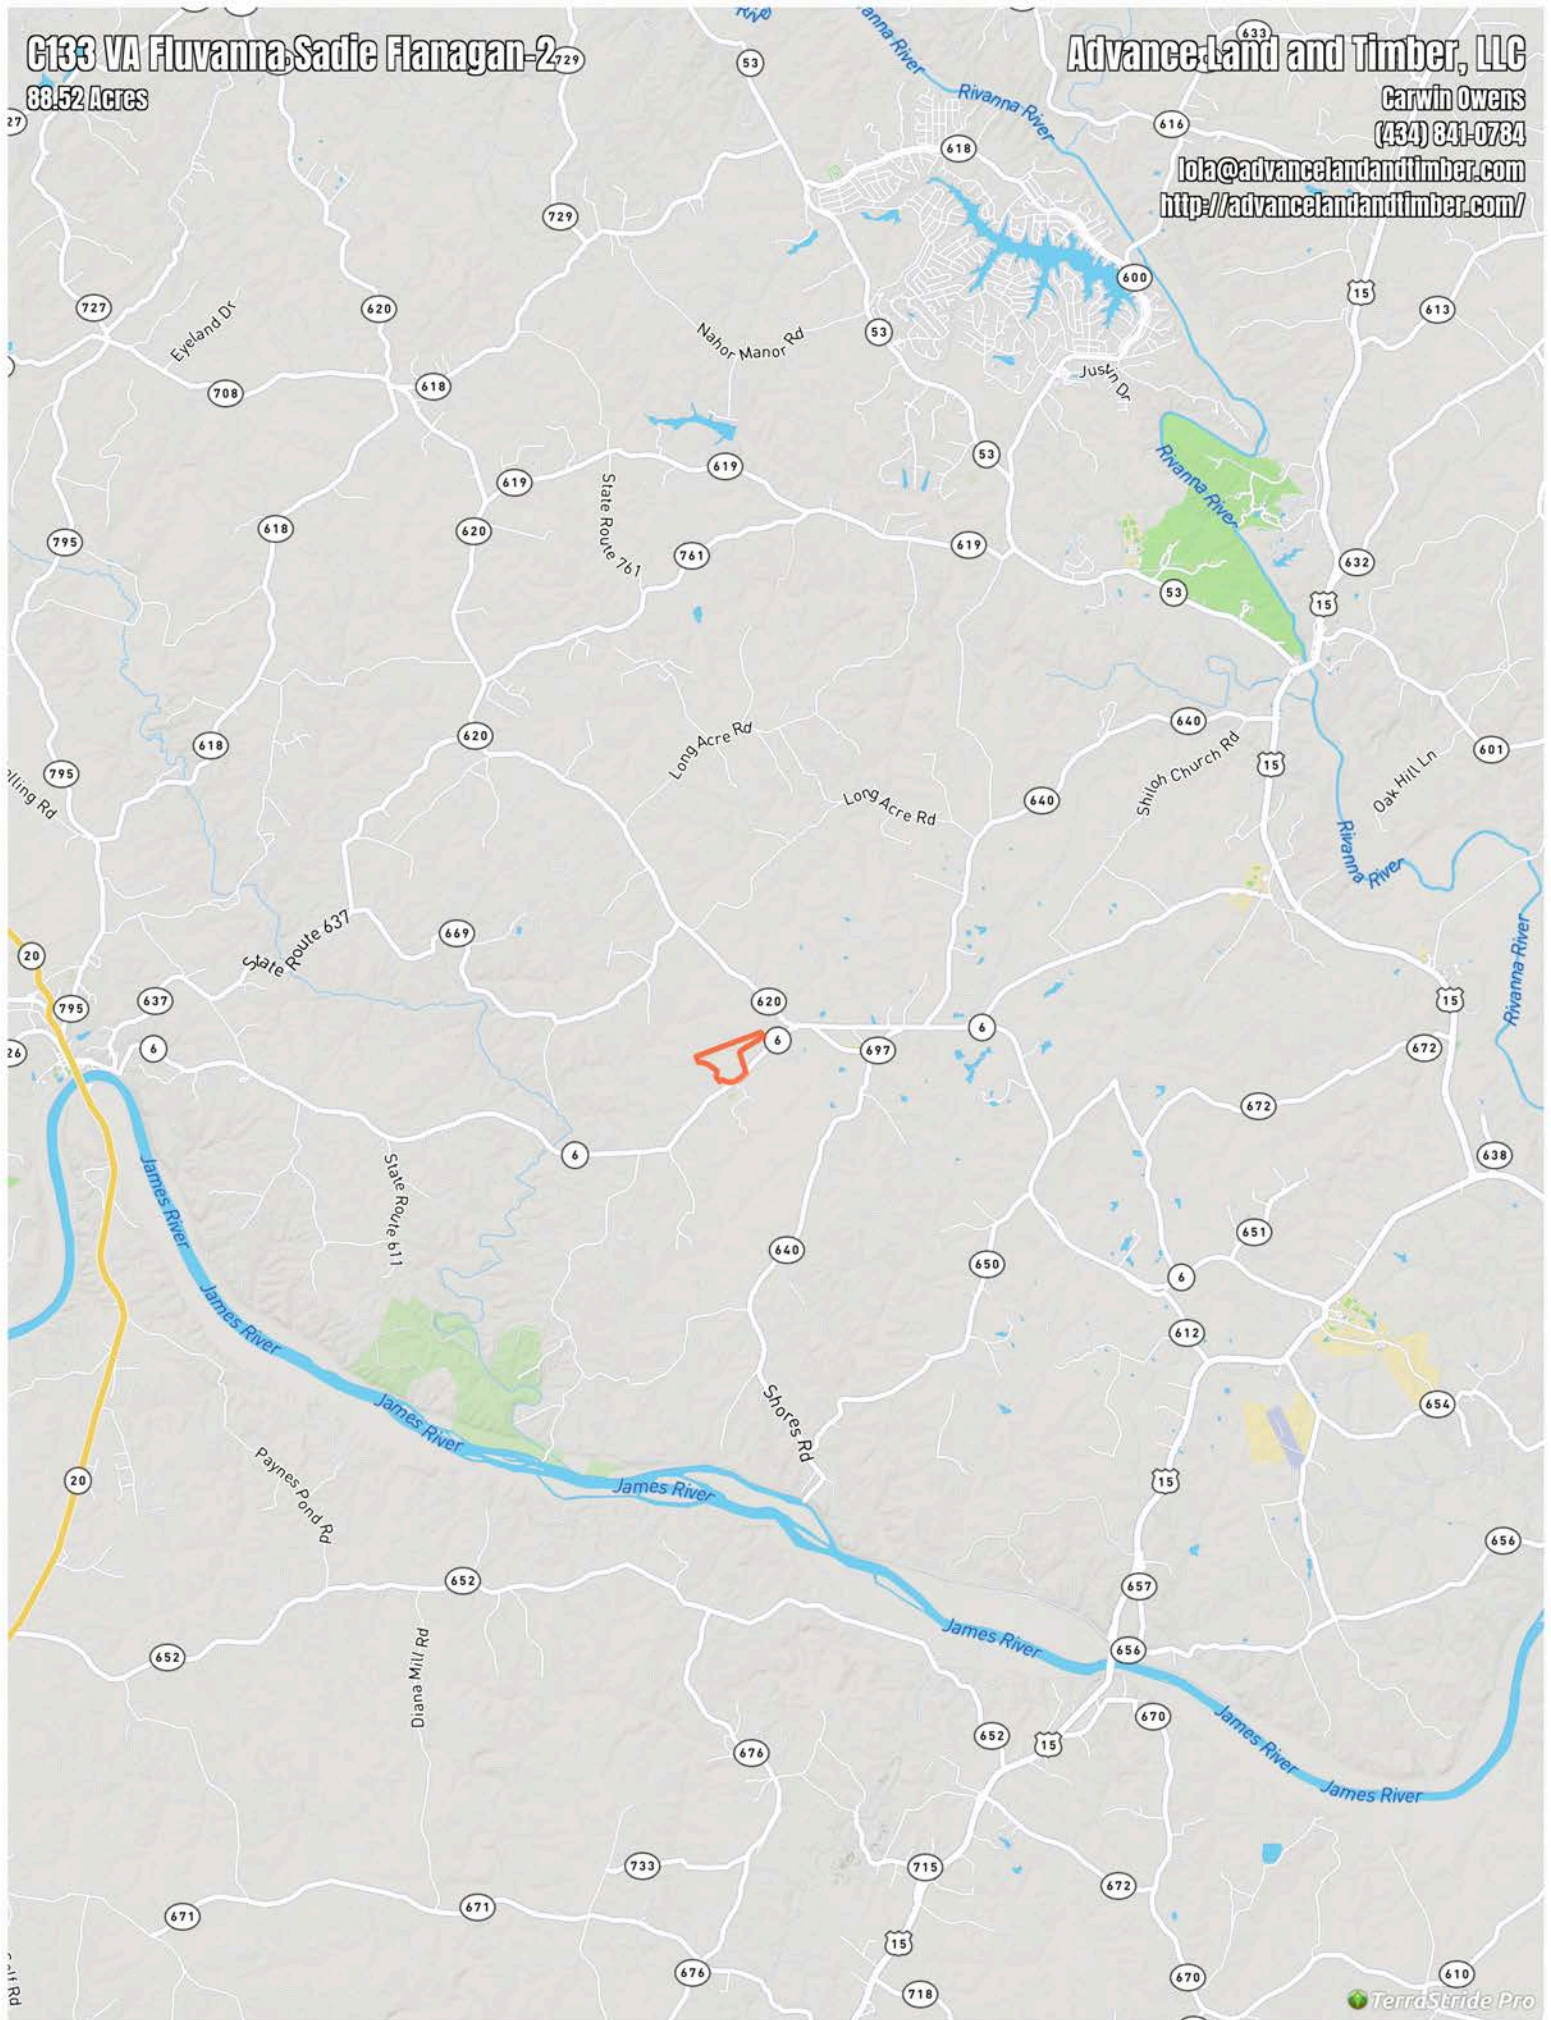 C133 VA Fluvanna Sadie Flanagan-2
88.52 Acres
Advance Land and Timber, LLC
Carwin Owens
(434) 841-0784
lola@advancelandandtimber.com
http://advancelandandtimber.com/
729
53
633
Rivanna River
27
616
618
729
600
15
613
727
Eyeland Dr
620
Nahor Manor Rd
53
708
618
Justin Dr
53
619
619
State Route 761
Rivanna River
795
618
620
761
619
632
53
15
620
Long Acre Rd
640
618
795
Long Acre Rd
640
Shiloh Church Rd
15
Oak Hill Ln
601
Rivanna River
669
State Route 637
Rivanna River
20
795
637
620
15
26
6
6
697
6
672
672
6
638
James River
State Route 611
640
650
651
6
James River
612
James River
Shores Rd
654
20
Paynes Pond Rd
James River
15
652
657
656
652
Diana Mill Rd
James River
656
676
652
15
670
James River
James River
733
715
672
671
671
15
676
718
670
610
TerraStride Pro